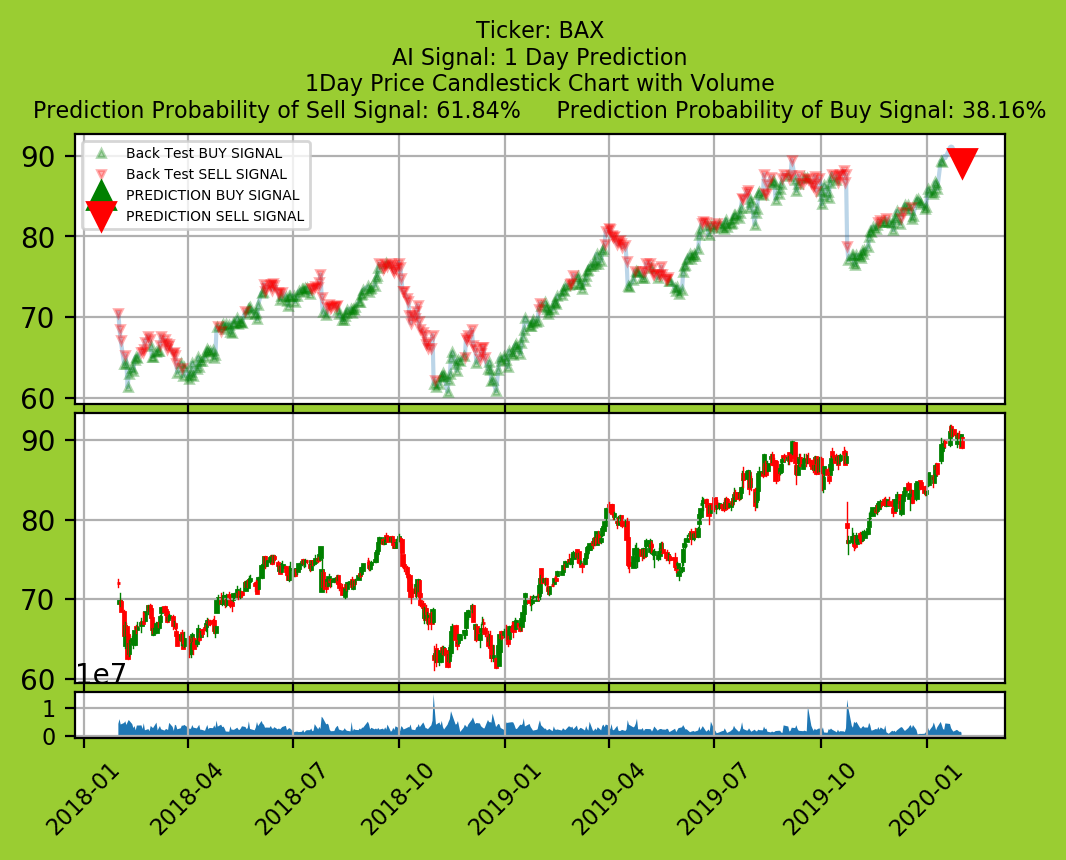 Ticker: BAX
AI Signal: 1 Day Prediction
1Day Price Candlestick Chart with Volume
Prediction Probability of Sell Signal: 61.84%     Prediction Probability of Buy Signal: 38.16%
Back Test BUY SIGNAL
Back Test SELL SIGNAL
PREDICTION BUY SIGNAL
PREDICTION SELL SIGNAL
90
80
70
60
90
80
70
60
1e7
1
0
2018-01
2018-04
2018-07
2018-10
2019-01
2019-04
2019-07
2019-10
2020-01